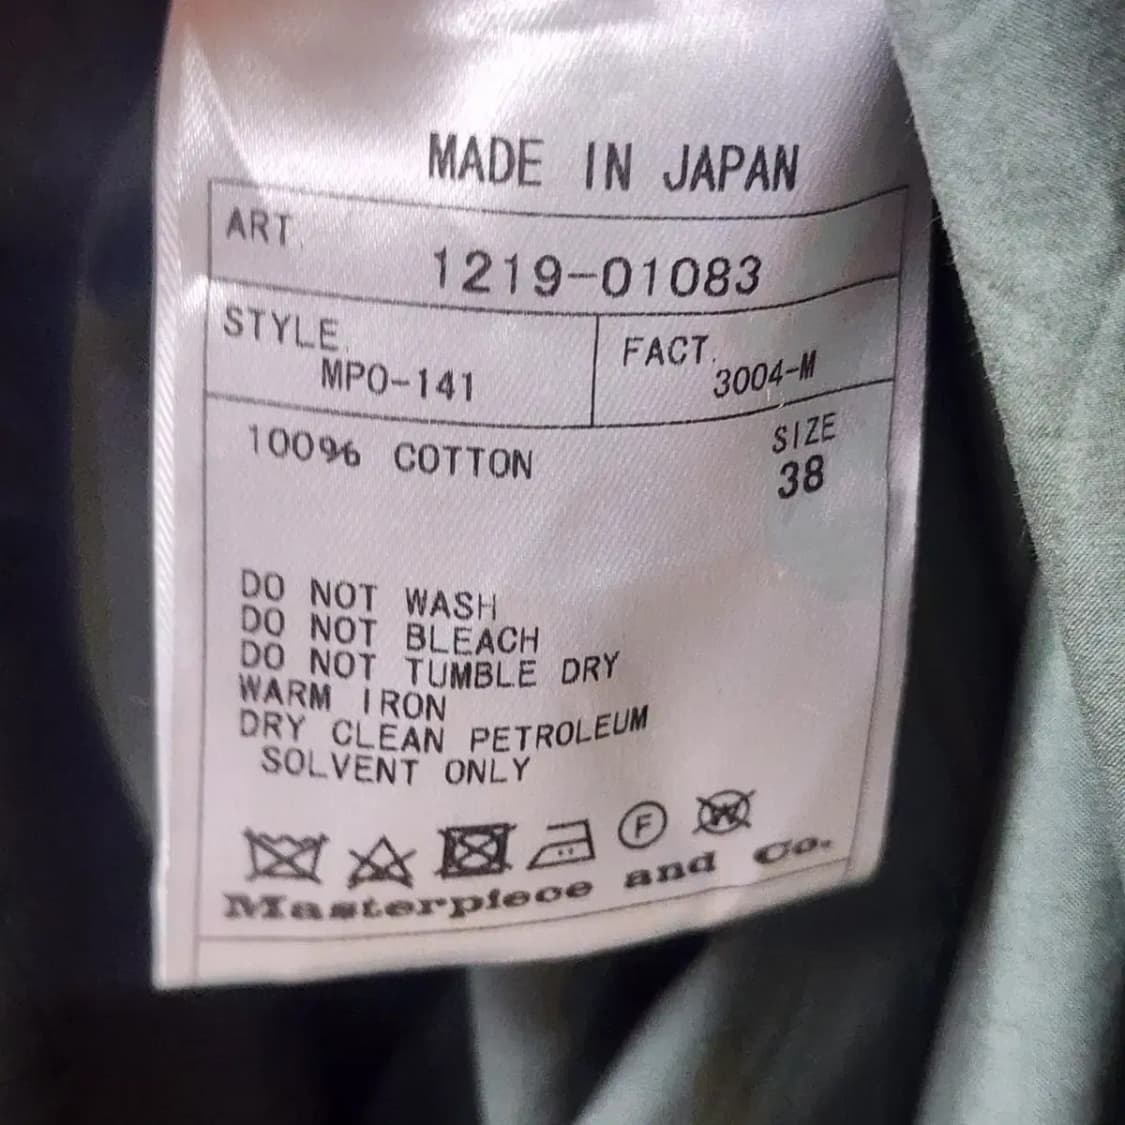 MADE IN JAPAN
ART.
1219-01083
STYLE.
MPO-141
FACT.
3004-M
100% COTTON
SIZE
38
DO NOT WASH
DO NOT BLEACH
DO NOT TUMBLE DRY
WARM IRON
DRY CLEAN PETROLEUM
SOLVENT ONLY
F W
Masterpiece and Co.